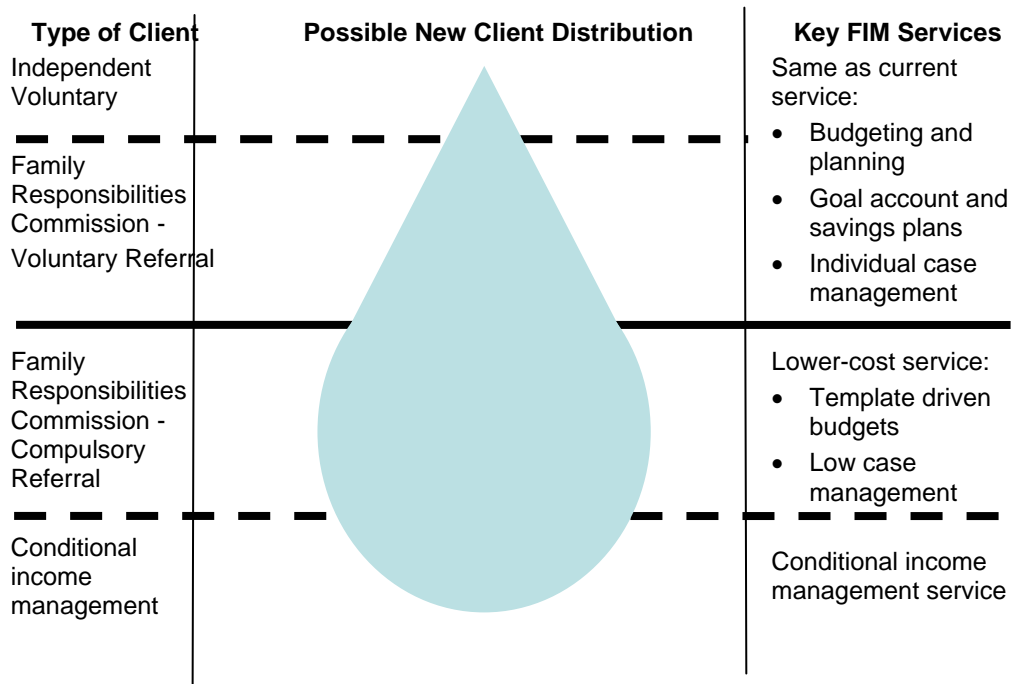 Type of Client
Possible New Client Distribution
Key FIM Services
Independent
Voluntary
Same as current
service:
• Budgeting and
planning
• Goal account and
savings plans
• Individual case
management
Family
Responsibilities
Commission -
Voluntary Referral
Family
Responsibilities
Commission -
Compulsory
Referral
Lower-cost service:
• Template driven
budgets
• Low case
management
Conditional
income
management
Conditional income
management service